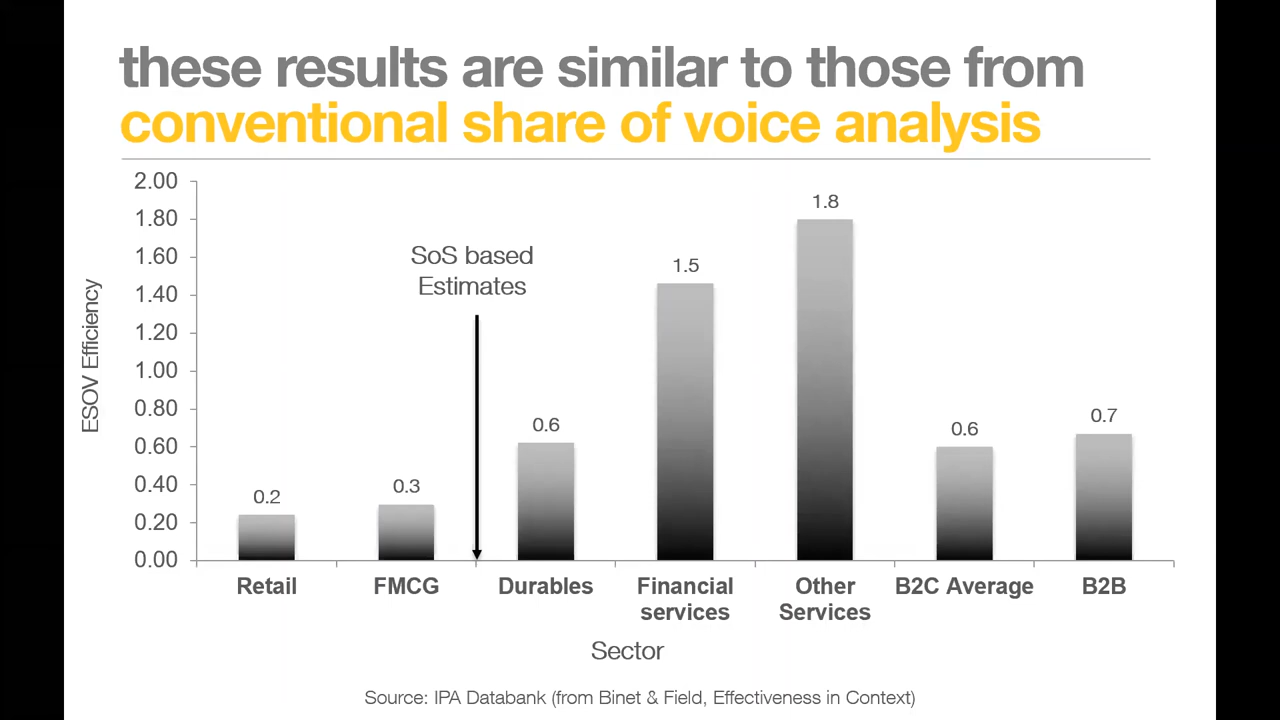 these results are similar to those from
conventional share of voice analysis
2.00
1.80
1.60
1.40
1.20
1.00
0.80
0.60
0.40
0.20
0.00
ESOV Efficiency
SoS based
Estimates
0.2
0.3
0.6
1.5
1.8
0.6
0.7
Retail
FMCG
Durables
Financial
services
Other
Services
B2C Average
B2B
Sector
Source: IPA Databank (from Binet & Field, Effectiveness in Context)